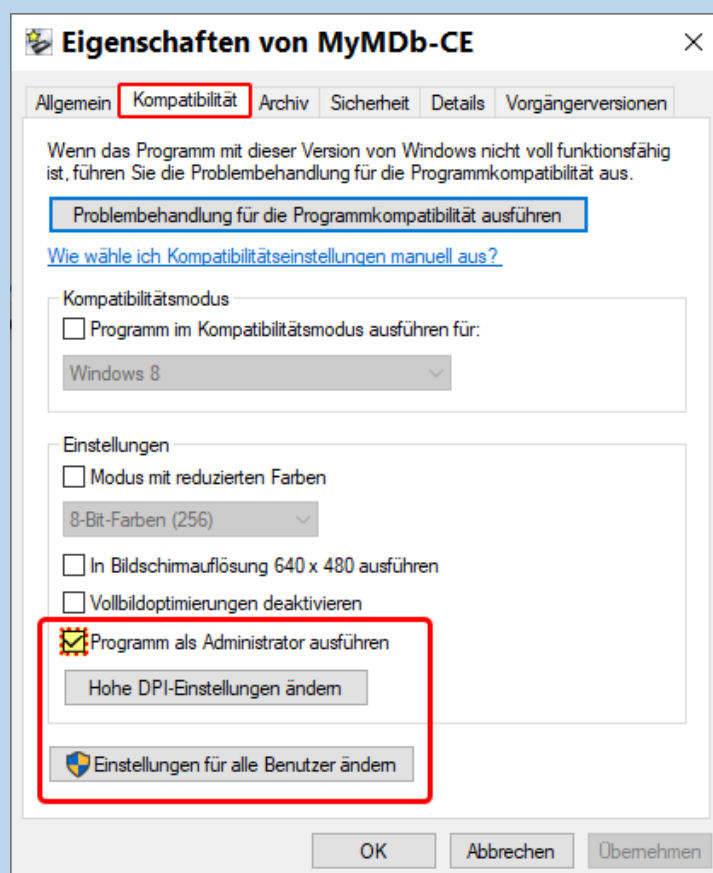 Eigenschaften von MyMDb-CE
Allgemein Kompatibilität Archiv Sicherheit Details Vorgängerversionen
Wenn das Programm mit dieser Version von Windows nicht voll funktionsfähig
ist, führen Sie die Problembehandlung für die Programmkompatibilität aus.
Problembehandlung für die Programmkompatibilität ausführen
Wie wähle ich Kompatibilitätseinstellungen manuell aus?
Kompatibilitätsmodus
Programm im Kompatibilitätsmodus ausführen für:
Windows 8
Einstellungen
Modus mit reduzierten Farben
8-Bit-Farben (256)
In Bildschirmauflösung 640 x 480 ausführen
Vollbildoptimierungen deaktivieren
Programm als Administrator ausführen
Hohe DPI-Einstellungen ändern
Einstellungen für alle Benutzer ändern
OK Abbrechen Übernehmen